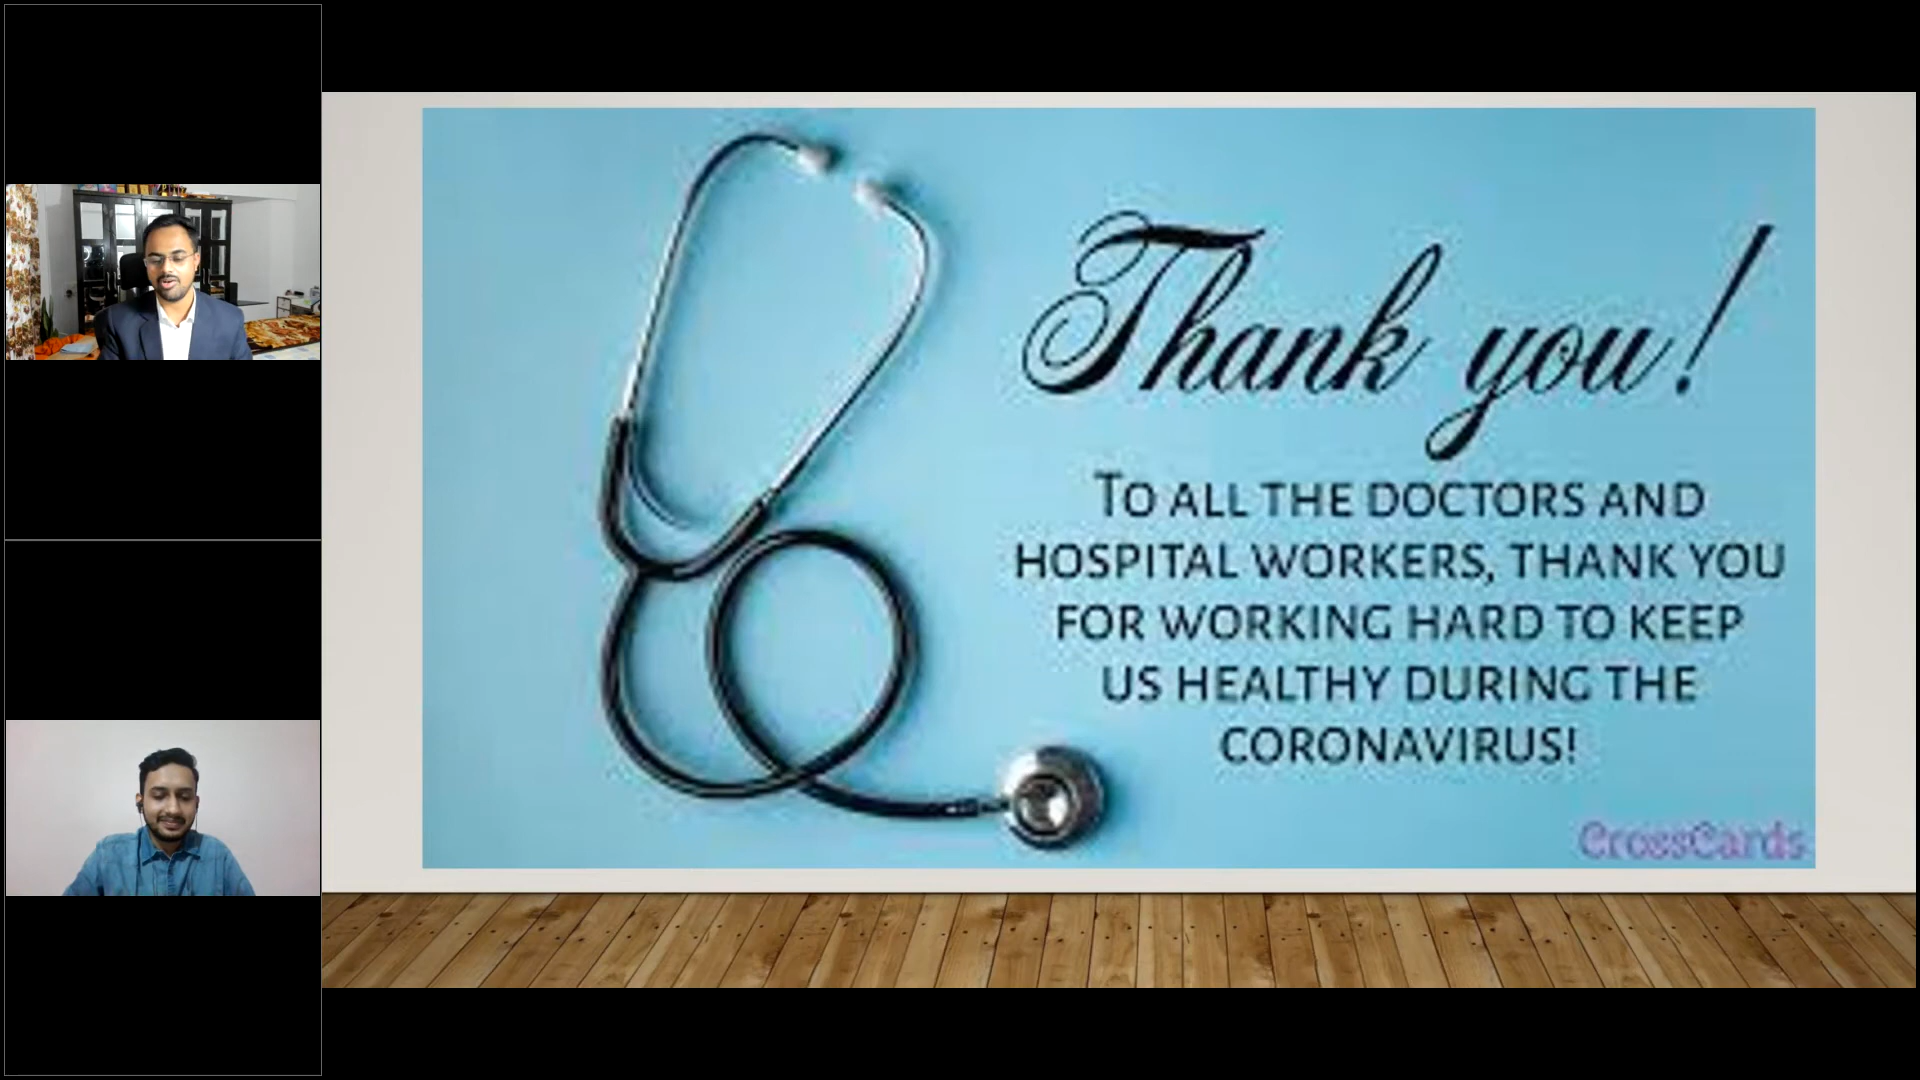 Thank you!
TO ALL THE DOCTORS AND
HOSPITAL WORKERS, THANK YOU
FOR WORKING HARD TO KEEP
US HEALTHY DURING THE
CORONAVIRUS!
CrossCards